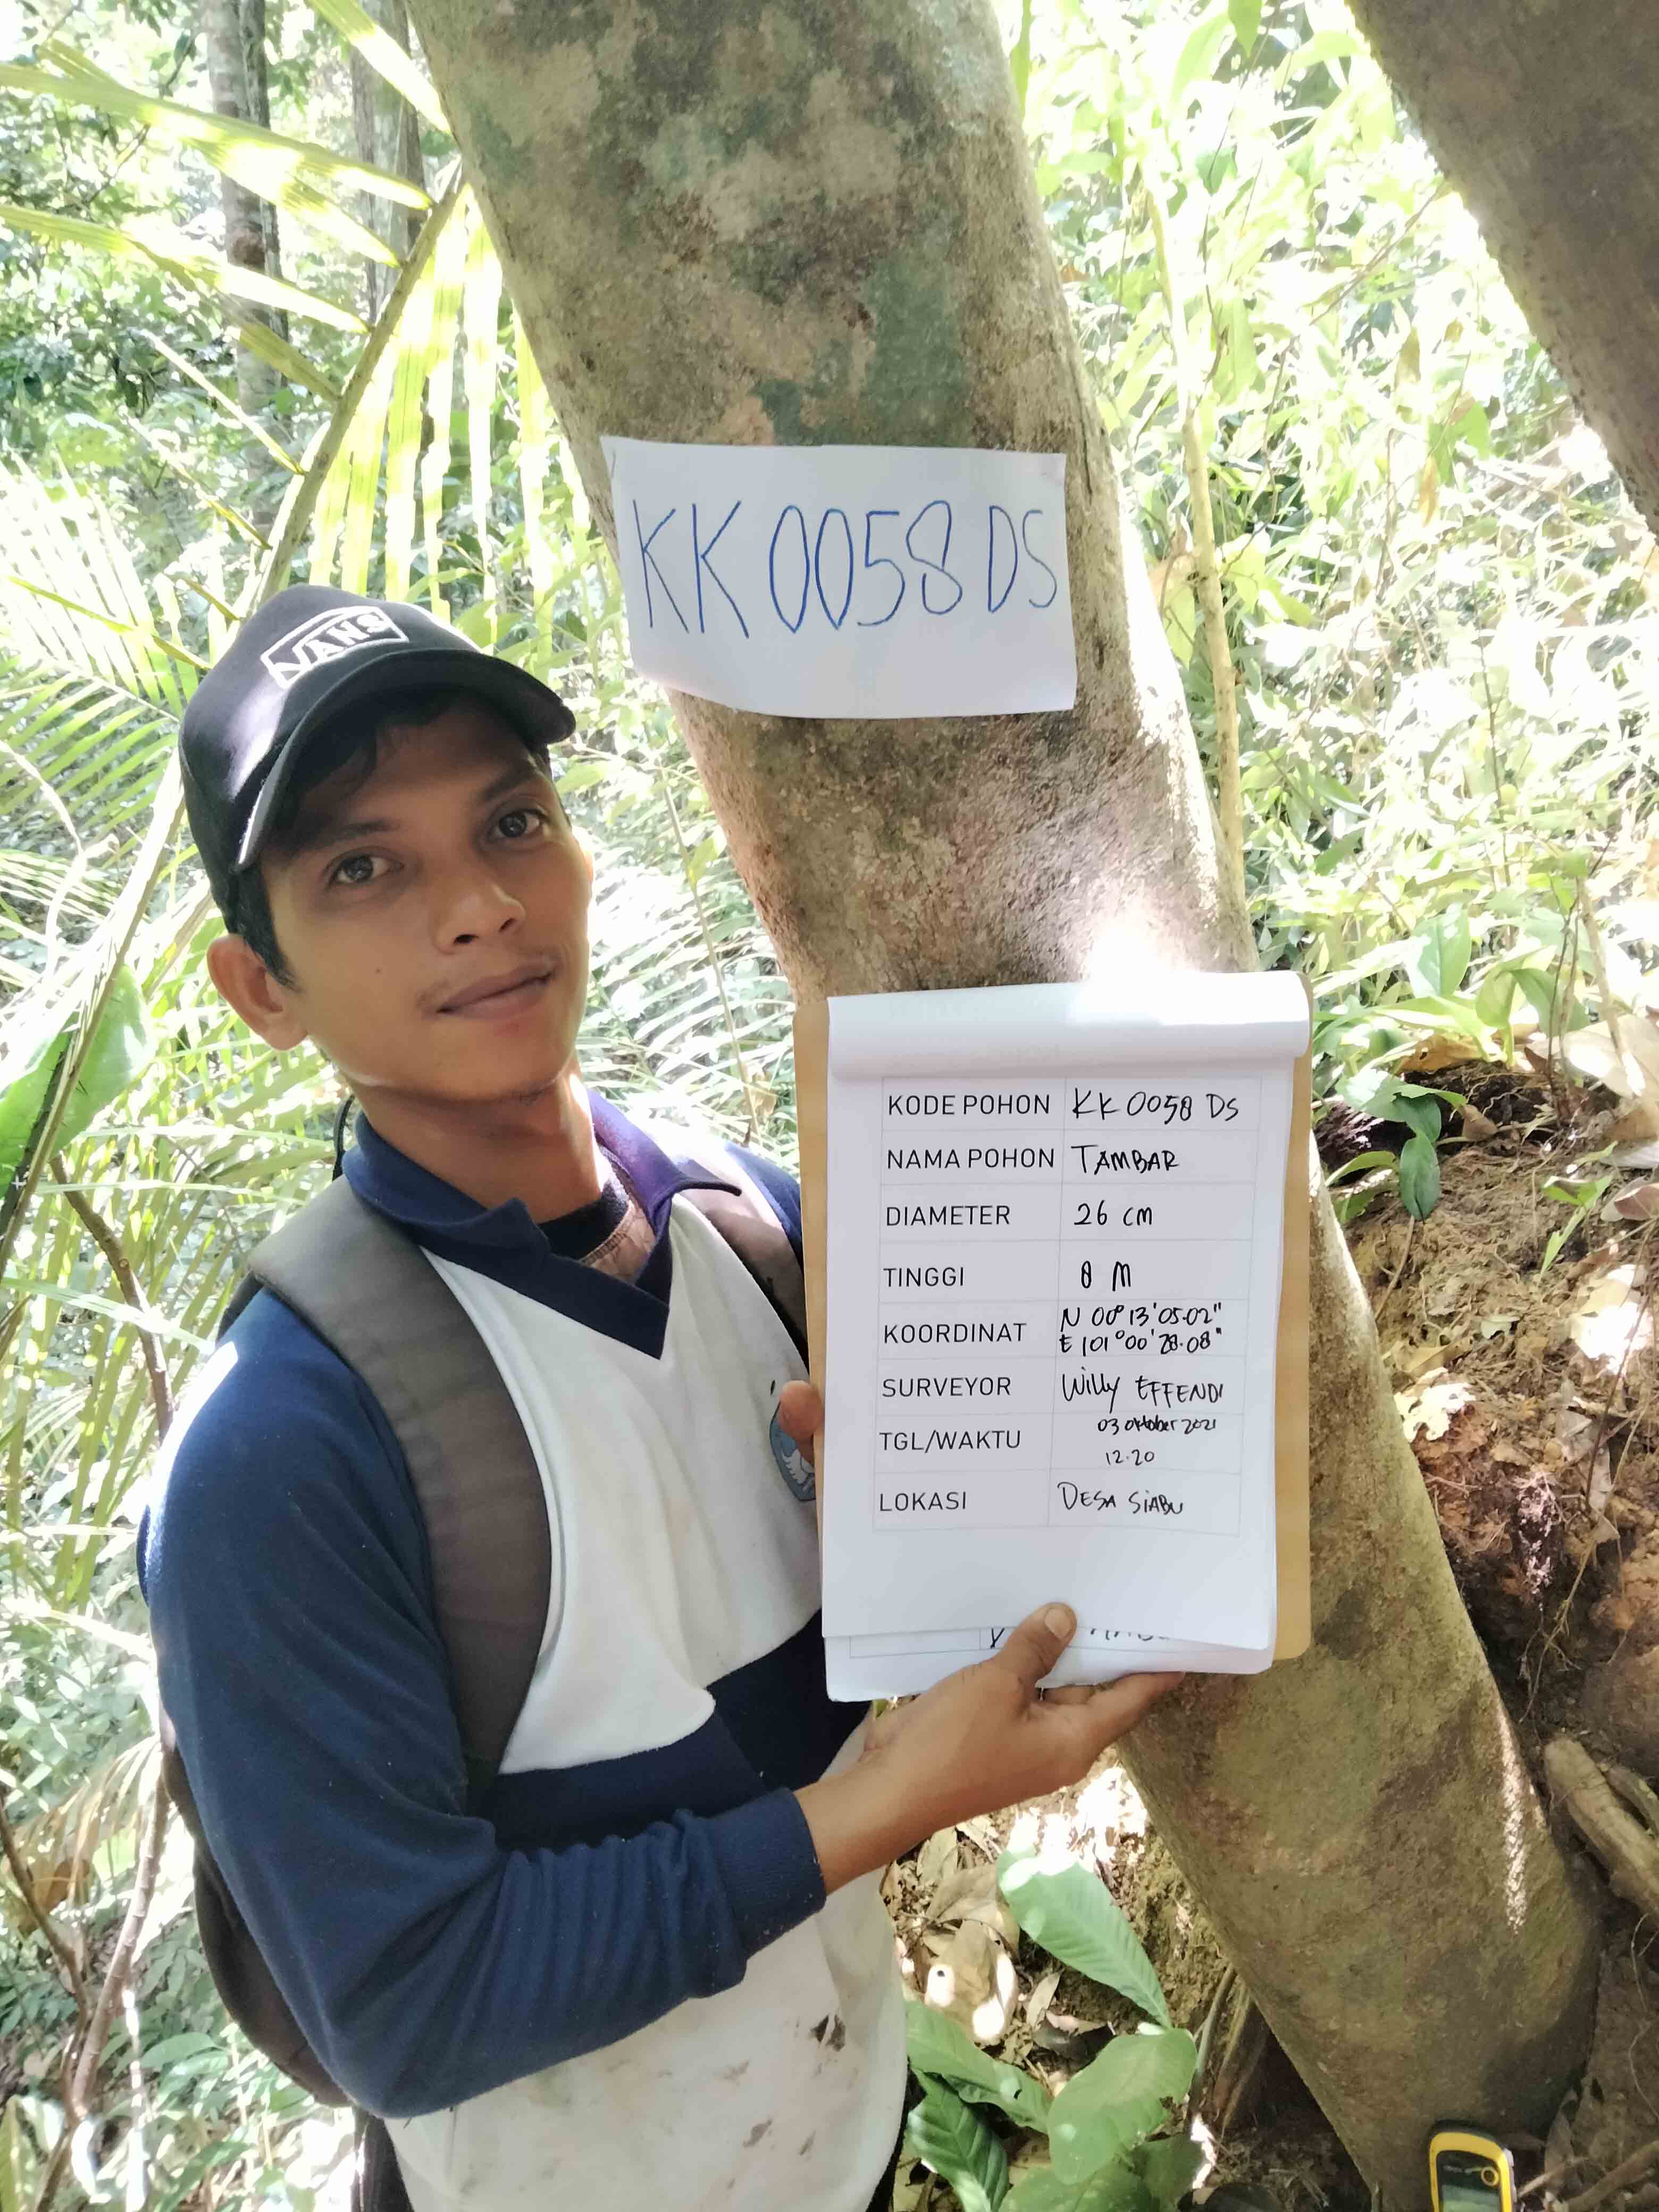 KK 0058 DS
VANS
KODE POHON KK 0058 DS
NAMA POHON TAMBAR
DIAMETER 26 cm
TINGGI 8 M
KOORDINAT N 00° 13' 05.02"
E 101° 00' 28.08"
SURVEYOR Willy EFFENDI
TGL/WAKTU 03 oktober 2021
12.20
LOKASI DESA SIABU